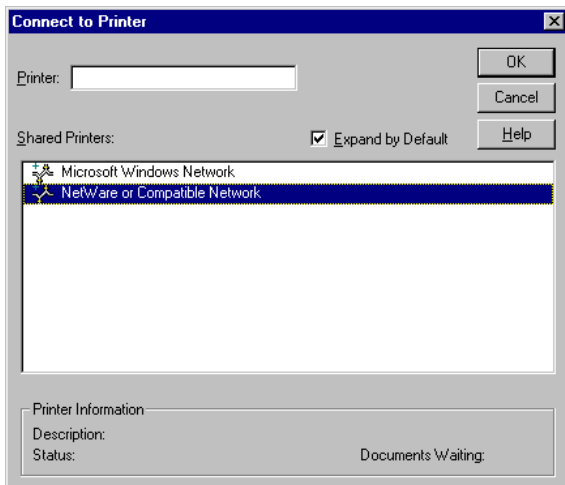 Connect to Printer
Printer:
OK
Cancel
Help
Shared Printers:
Expand by Default
Microsoft Windows Network
NetWare or Compatible Network
Printer Information
Description:
Status:
Documents Waiting: